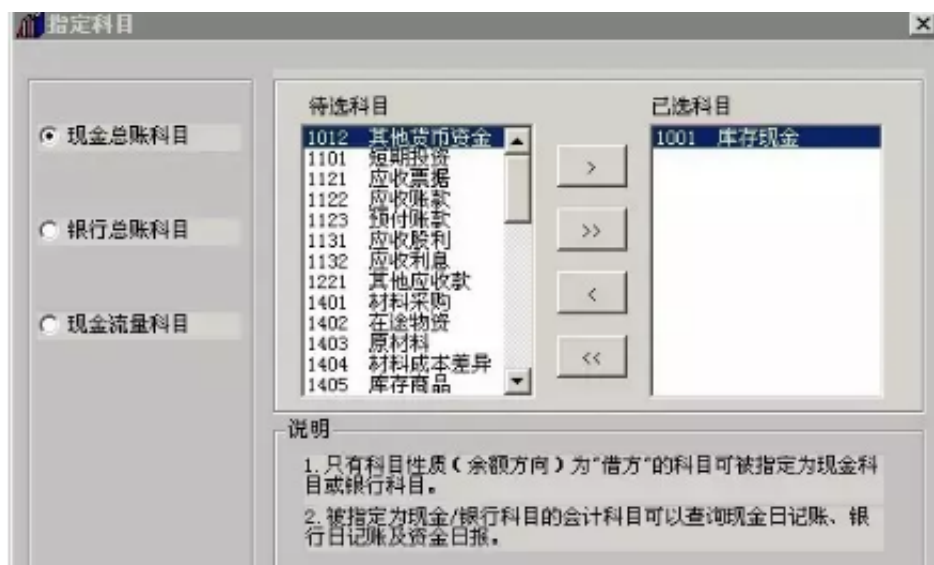 指定科目
现金总账科目
银行总账科目
现金流量科目
待选科目
1012 其他货币资金
1101 短期投资
1121 应收票据
1122 应收账款
1123 预付账款
1131 应收股利
1132 应收利息
1221 其他应收款
1401 材料采购
1402 在途物资
1403 原材料
1404 材料成本差异
1405 库存商品
>
>>
<
<<
已选科目
1001 库存现金
说明
1.只有科目性质(余额方向)为"借方"的科目可被指定为现金科
目或银行科目。
2.被指定为现金/银行科目的会计科目可以查询现金日记账、银
行日记账及资金日报。